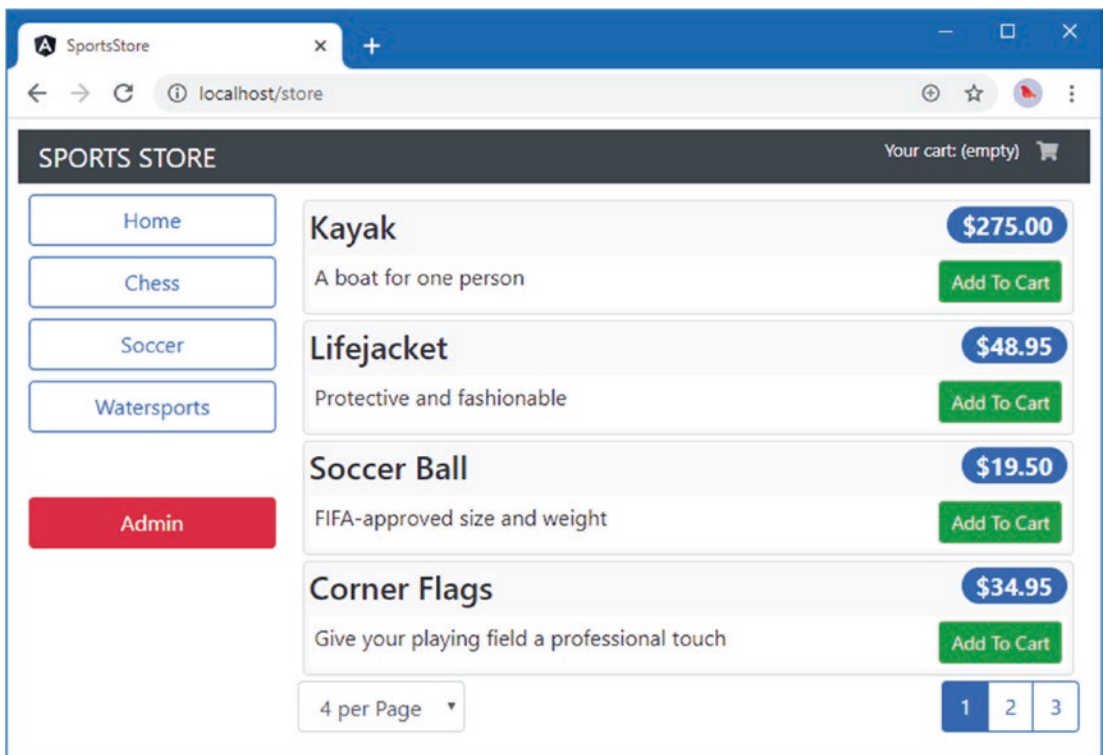 SportsStore
localhost/store
SPORTS STORE
Your cart: (empty)
Home
Chess
Soccer
Watersports
Admin
Kayak
$275.00
A boat for one person
Add To Cart
Lifejacket
$48.95
Protective and fashionable
Add To Cart
Soccer Ball
$19.50
FIFA-approved size and weight
Add To Cart
Corner Flags
$34.95
Give your playing field a professional touch
Add To Cart
4 per Page
1 2 3